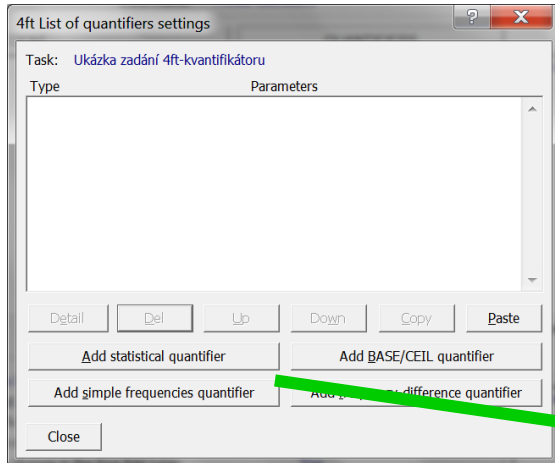 4ft List of quantifiers settings
Task: Ukázka zadání 4ft-kvantifikátoru
Type Parameters
Detail Del Up Down Copy Paste
Add statistical quantifier Add BASE/CEIL quantifier
Add simple frequencies quantifier Add difference quantifier
Close